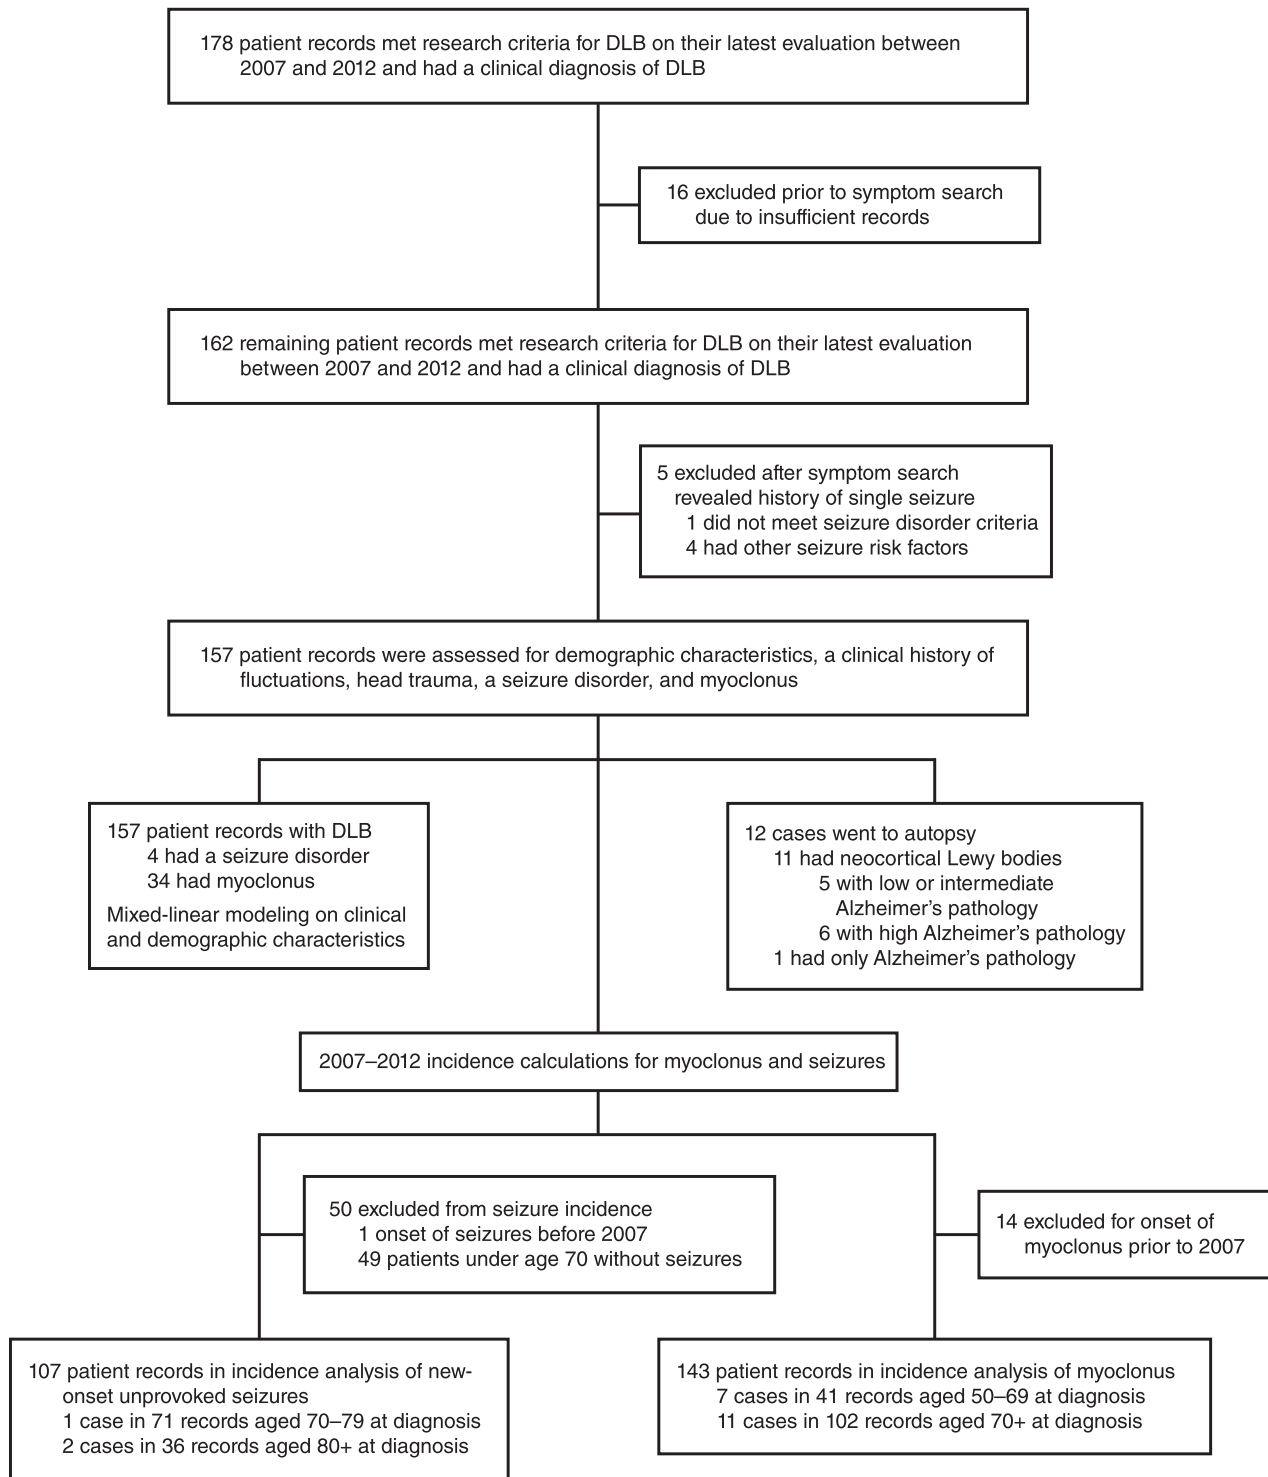 178 patient records met research criteria for DLB on their latest evaluation between
2007 and 2012 and had a clinical diagnosis of DLB
16 excluded prior to symptom search
due to insufficient records
162 remaining patient records met research criteria for DLB on their latest evaluation
between 2007 and 2012 and had a clinical diagnosis of DLB
5 excluded after symptom search
revealed history of single seizure
1 did not meet seizure disorder criteria
4 had other seizure risk factors
157 patient records were assessed for demographic characteristics, a clinical history of
fluctuations, head trauma, a seizure disorder, and myoclonus
157 patient records with DLB
4 had a seizure disorder
34 had myoclonus
Mixed-linear modeling on clinical
and demographic characteristics
12 cases went to autopsy
11 had neocortical Lewy bodies
5 with low or intermediate
Alzheimer's pathology
6 with high Alzheimer's pathology
1 had only Alzheimer's pathology
2007–2012 incidence calculations for myoclonus and seizures
50 excluded from seizure incidence
1 onset of seizures before 2007
49 patients under age 70 without seizures
14 excluded for onset of
myoclonus prior to 2007
107 patient records in incidence analysis of new-
onset unprovoked seizures
1 case in 71 records aged 70–79 at diagnosis
2 cases in 36 records aged 80+ at diagnosis
143 patient records in incidence analysis of myoclonus
7 cases in 41 records aged 50–69 at diagnosis
11 cases in 102 records aged 70+ at diagnosis